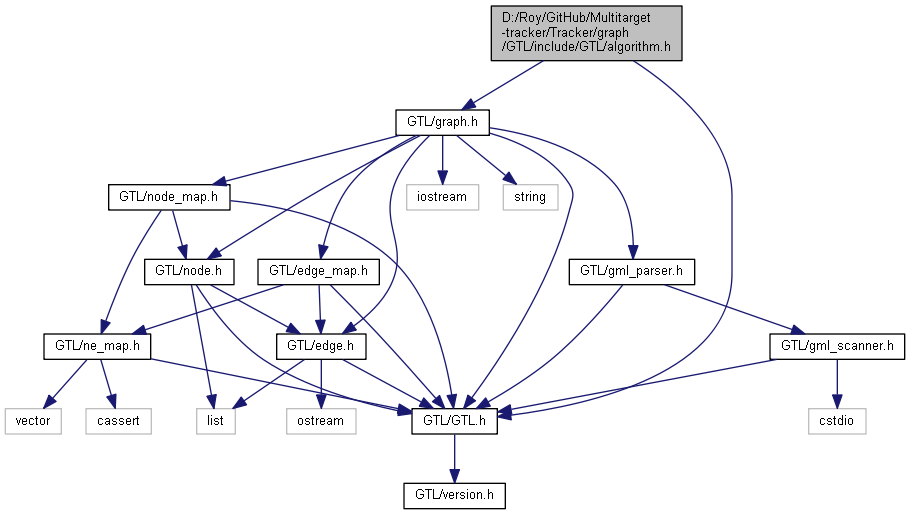 D:/Roy/GitHub/Multitarget
-tracker/Tracker/graph
/GTL/include/GTL/algorithm.h
GTL/graph.h
GTL/node_map.h
iostream
string
GTL/node.h
GTL/edge_map.h
GTL/gml_parser.h
GTL/ne_map.h
GTL/edge.h
GTL/gml_scanner.h
vector
cassert
list
ostream
GTL/GTL.h
cstdio
GTL/version.h